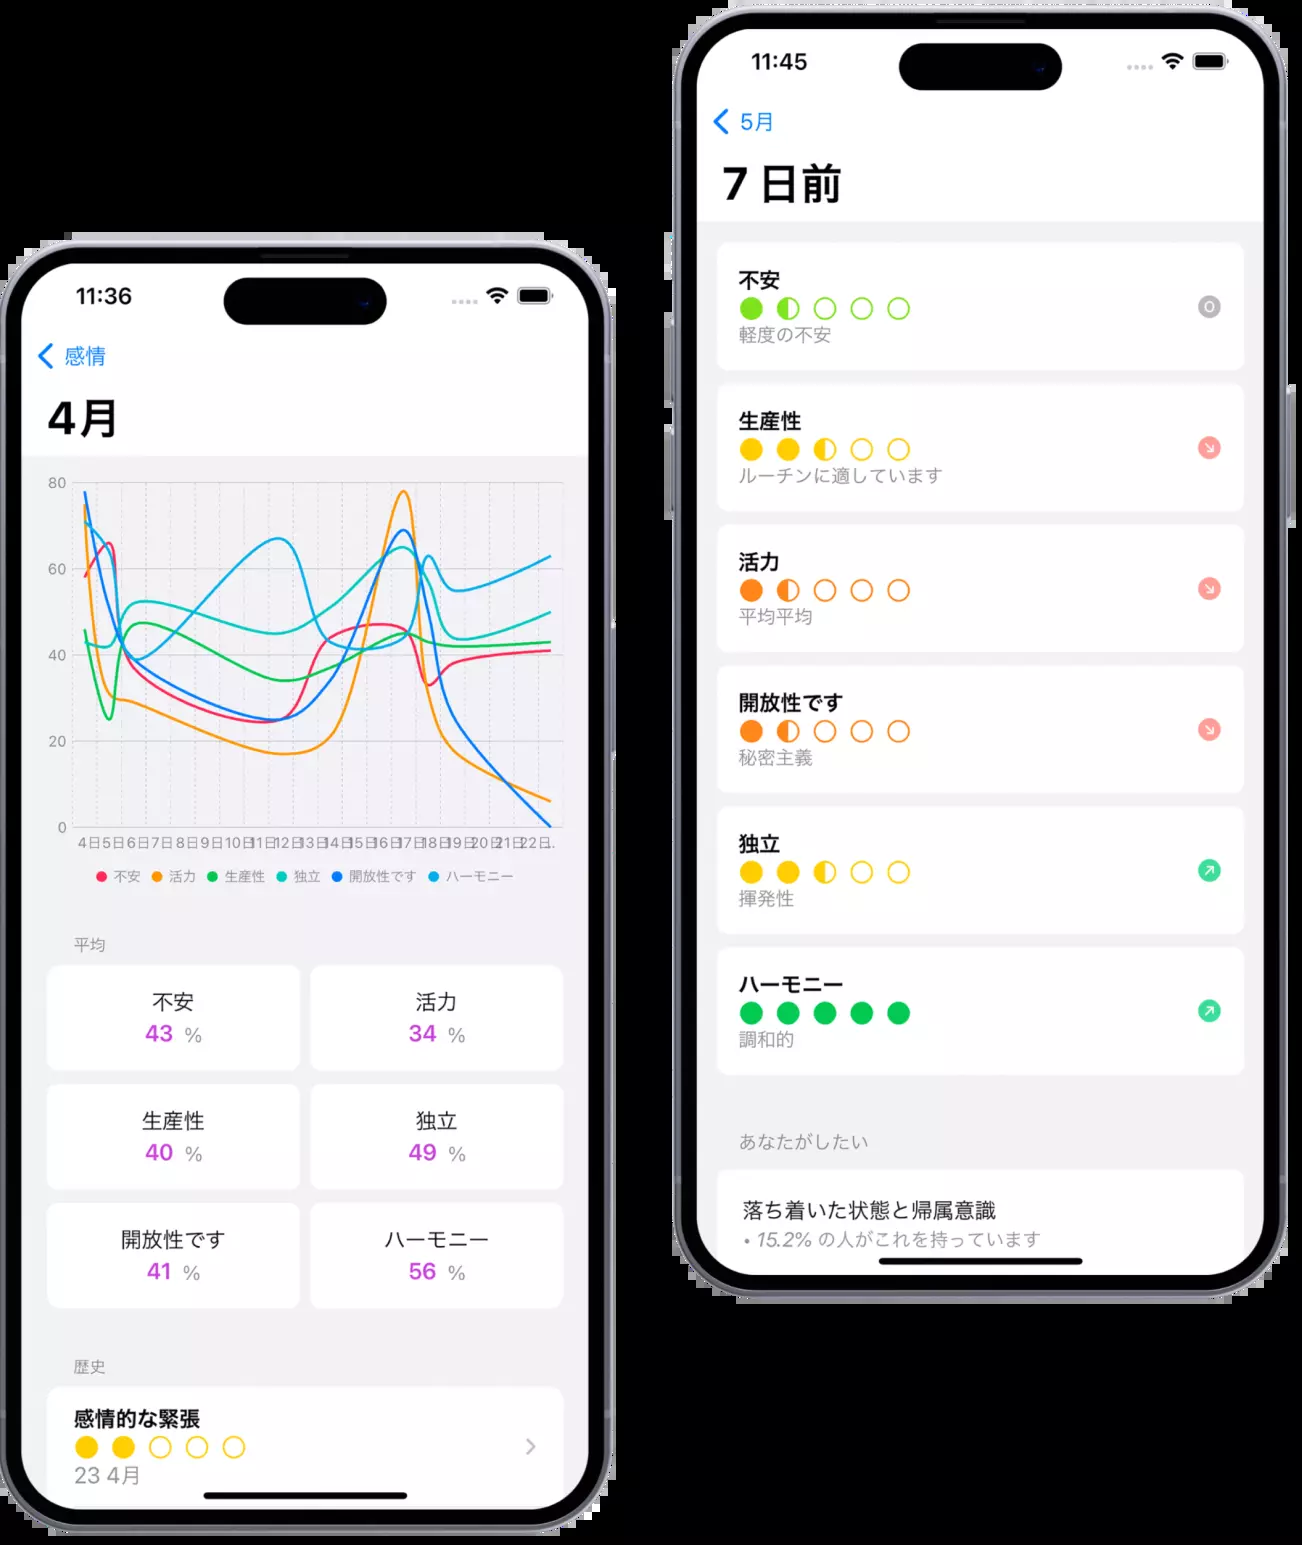 11:36
感情
4月
80
60
40
20
0
4日5日6日7日8日9日10日11日12日13日14日15日16日17日18日19日20日21日22日..
不安 活力 生産性 独立 開放性です ハーモニー
平均
不安
43 %
活力
34 %
生産性
40 %
独立
49 %
開放性です
41 %
ハーモニー
56 %
歴史
感情的な緊張
23 4月
11:45
5月
7 日前
不安
軽度の不安
生産性
ルーチンに適しています
活力
平均平均
開放性です
秘密主義
独立
揮発性
ハーモニー
調和的
あなたがしたい
落ち着いた状態と帰属意識
• 15.2% の人がこれを持っています